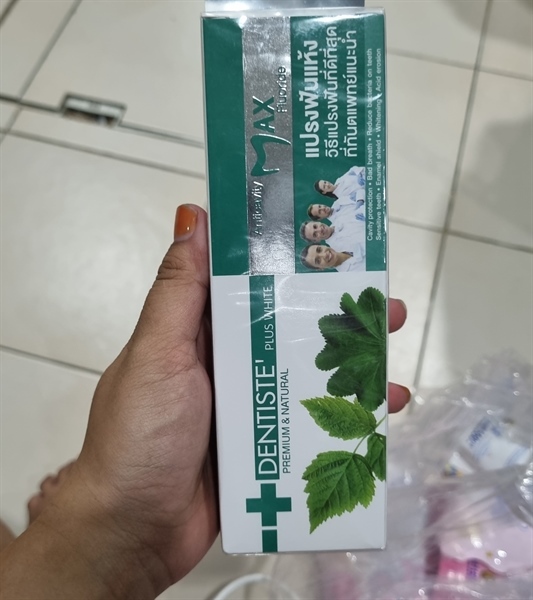 Anticavity
MAX
Fluoride
แปรงฟันแห้ง
วิธีแปรงฟันที่ดีที่สุด
ที่ทันตแพทย์แนะนำ
Cavity protection • Bad breath • Reduce bacteria on teeth
Sensitive teeth • Enamel shield • Whitening • Acid erosion
DENTISTE'
PLUS WHITE
PREMIUM & NATURAL